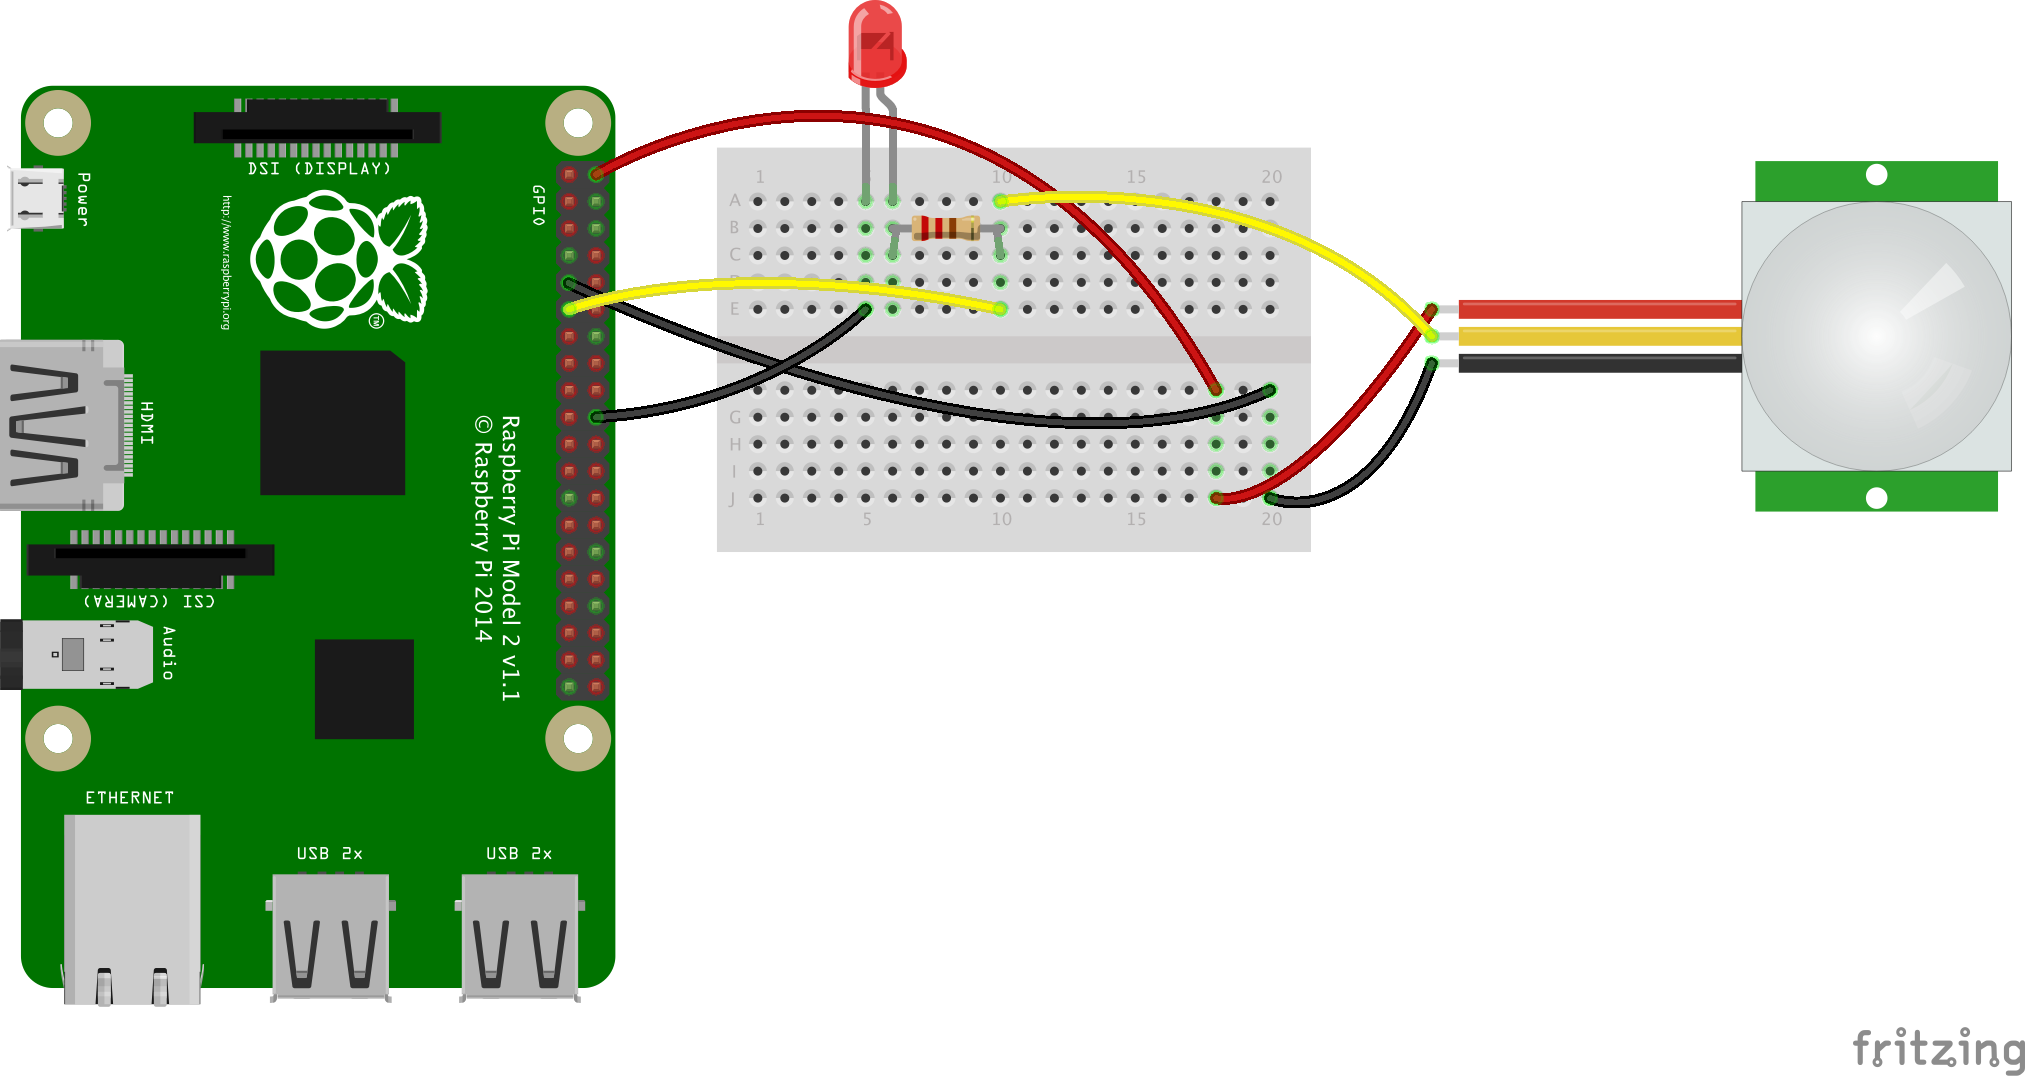 DSI (DISPLAY)
Power
GPIO
http://www.raspberrypi.org
TM
HDMI
Raspberry Pi Model 2 v1.1
© Raspberry Pi 2014
CSI (CAMERA)
Audio
ETHERNET
USB 2x
USB 2x
1 10 15 20
A
B
C
E
G
H
I
J
1 5 10 15 20
fritzing